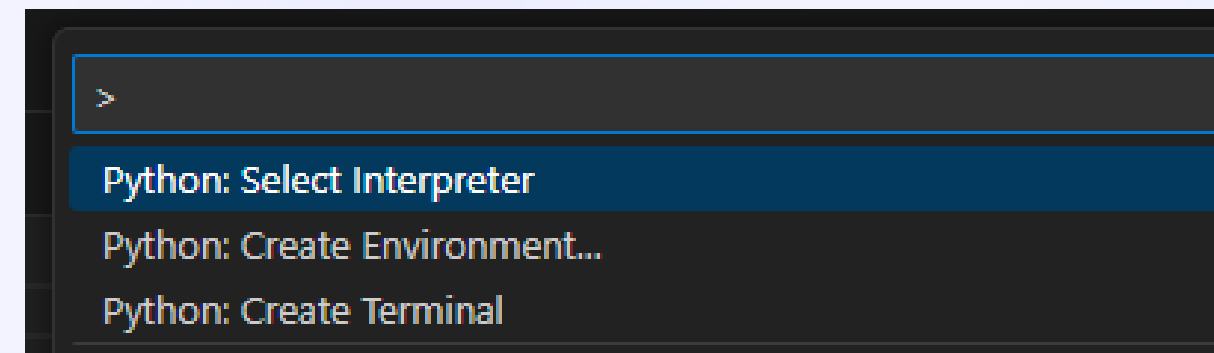 >
Python: Select Interpreter
Python: Create Environment...
Python: Create Terminal